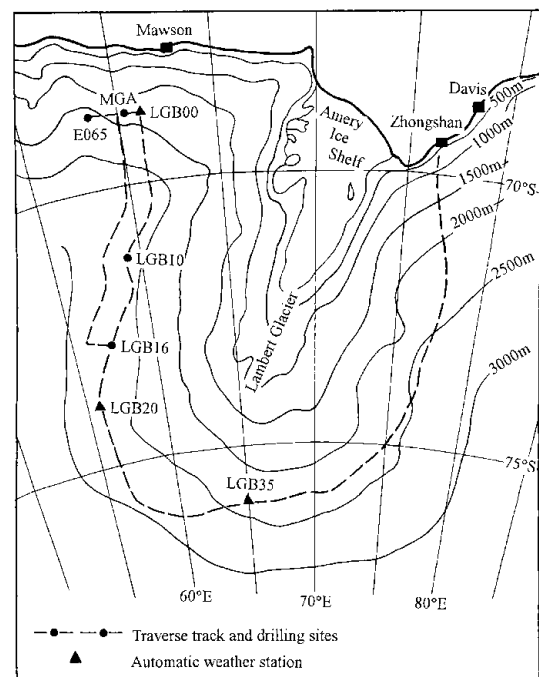 Mawson
Davis
MGA
LGB00
E065
Amery
Ice
Shelf
Zhongshan
500m
1000m
70°S
1500m
2000m
2500m
LGB10
LGB16
Lambert Glacier
3000m
LGB20
75°S
LGB35
60°E
70°E
80°E
Traverse track and drilling sites
Automatic weather station